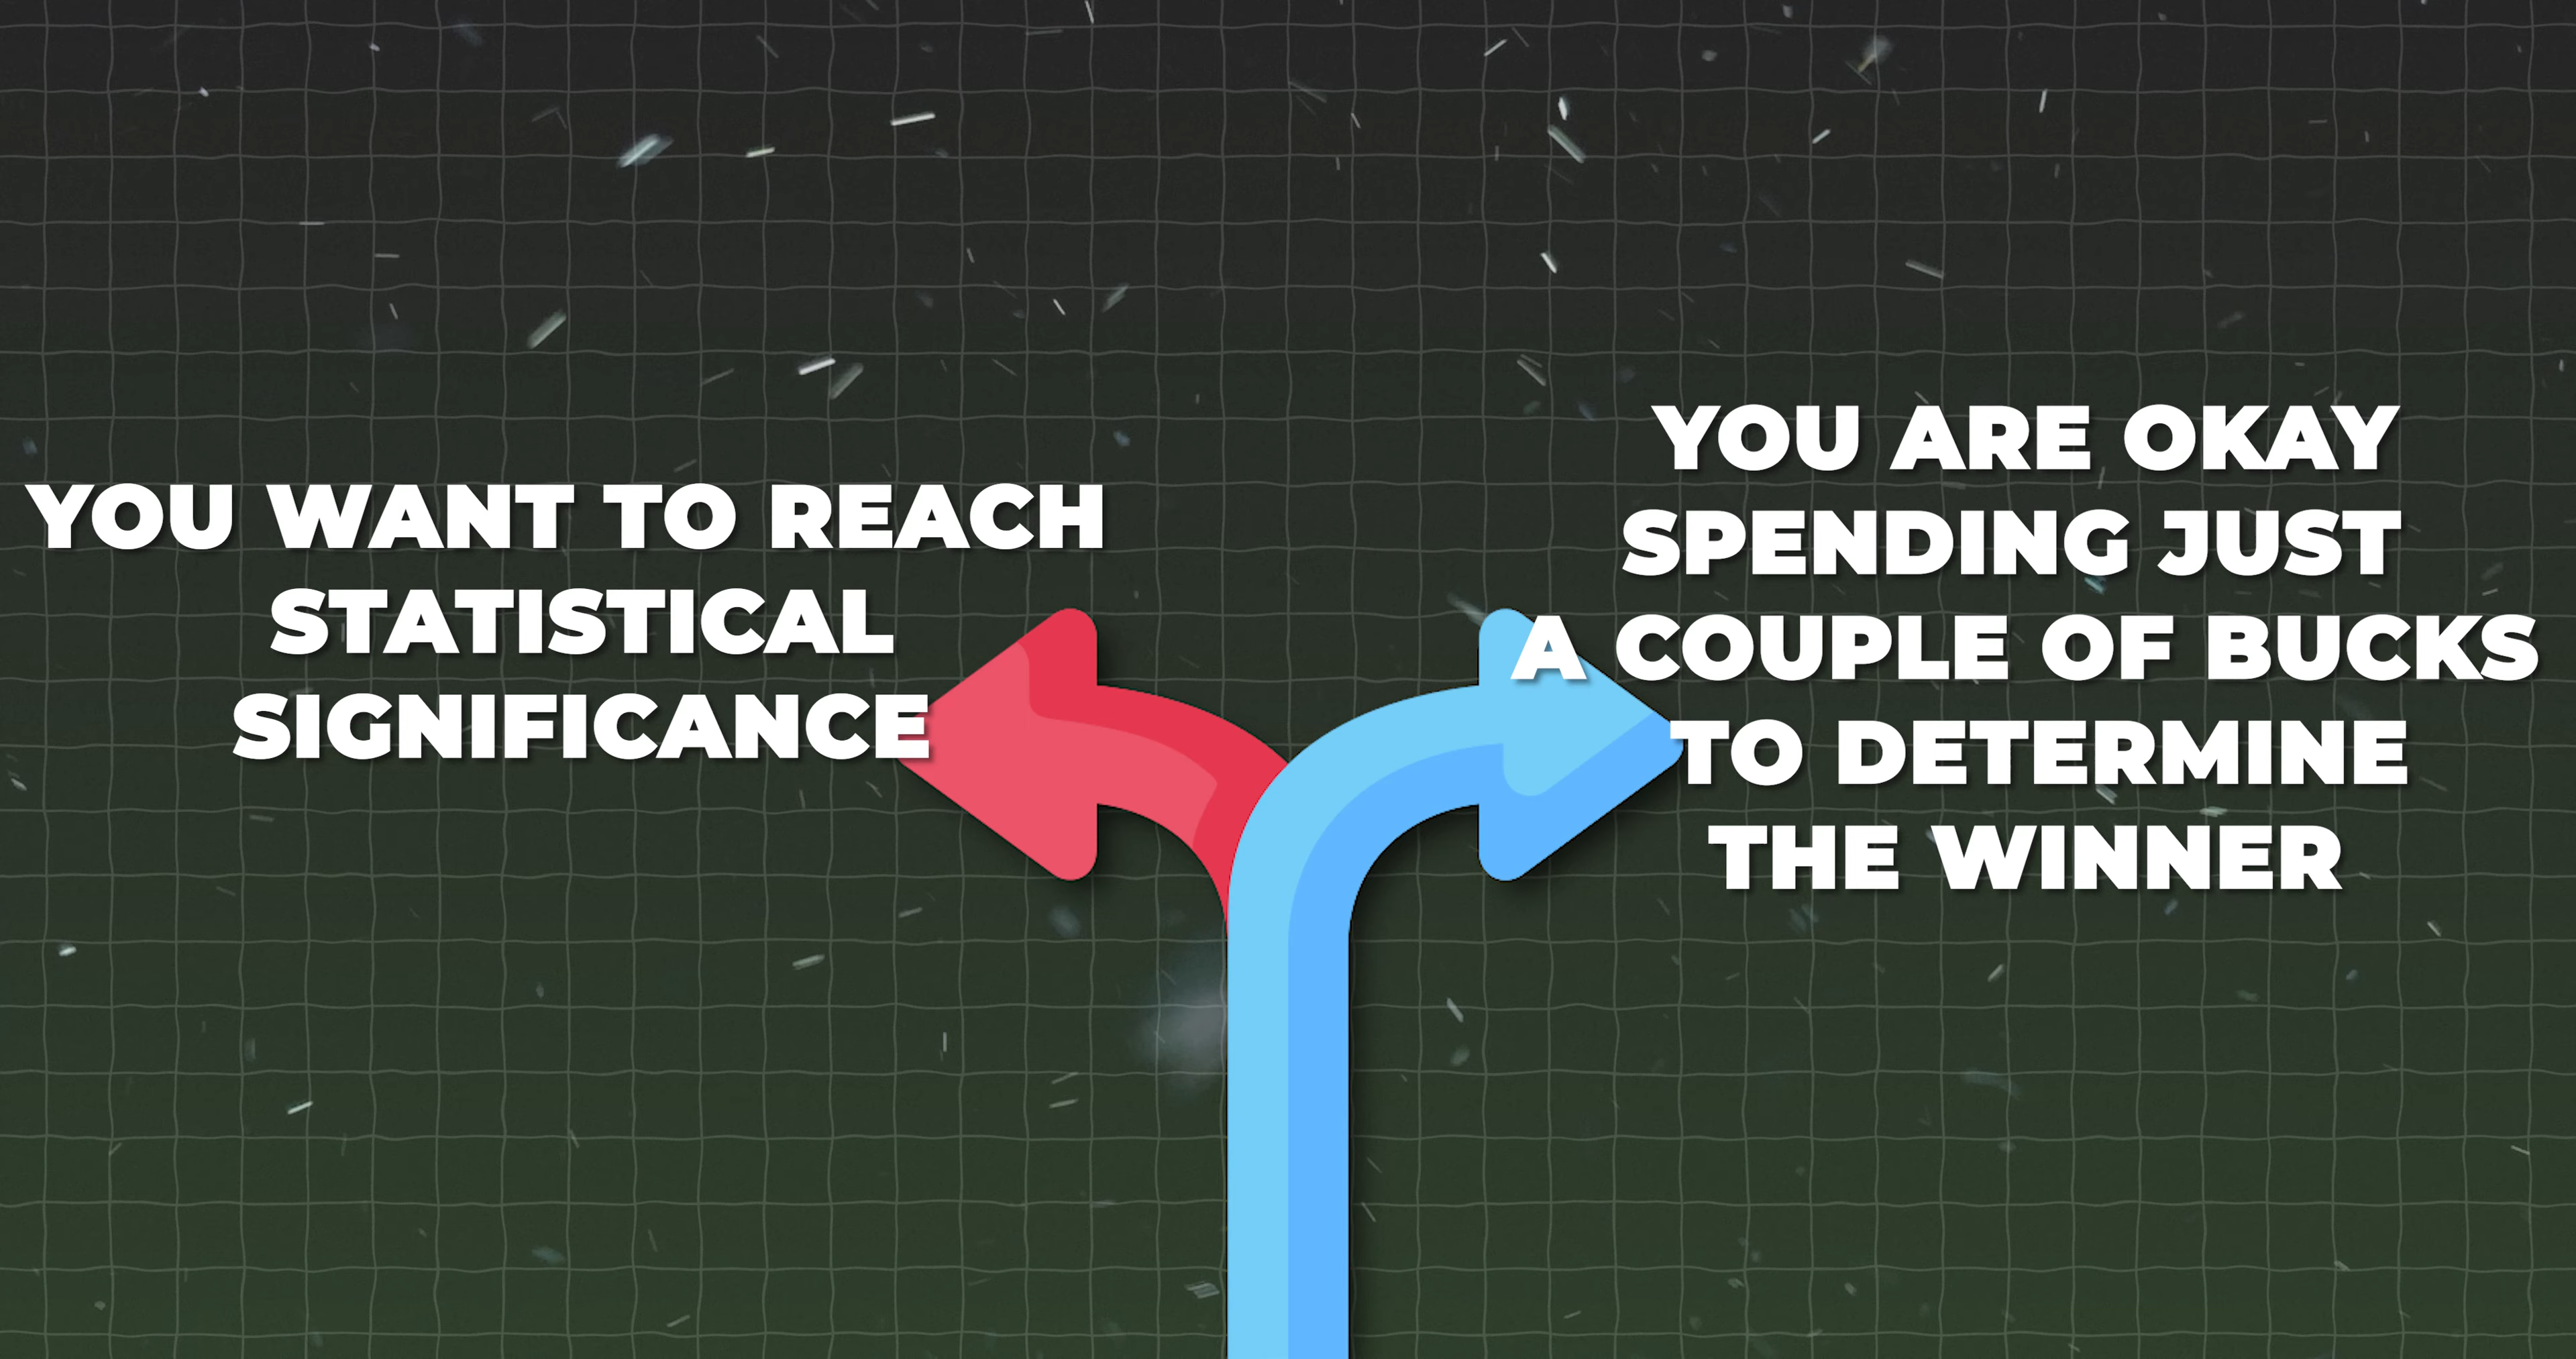 YOU WANT TO REACH
STATISTICAL
SIGNIFICANCE
YOU ARE OKAY
SPENDING JUST
A COUPLE OF BUCKS
TO DETERMINE
THE WINNER